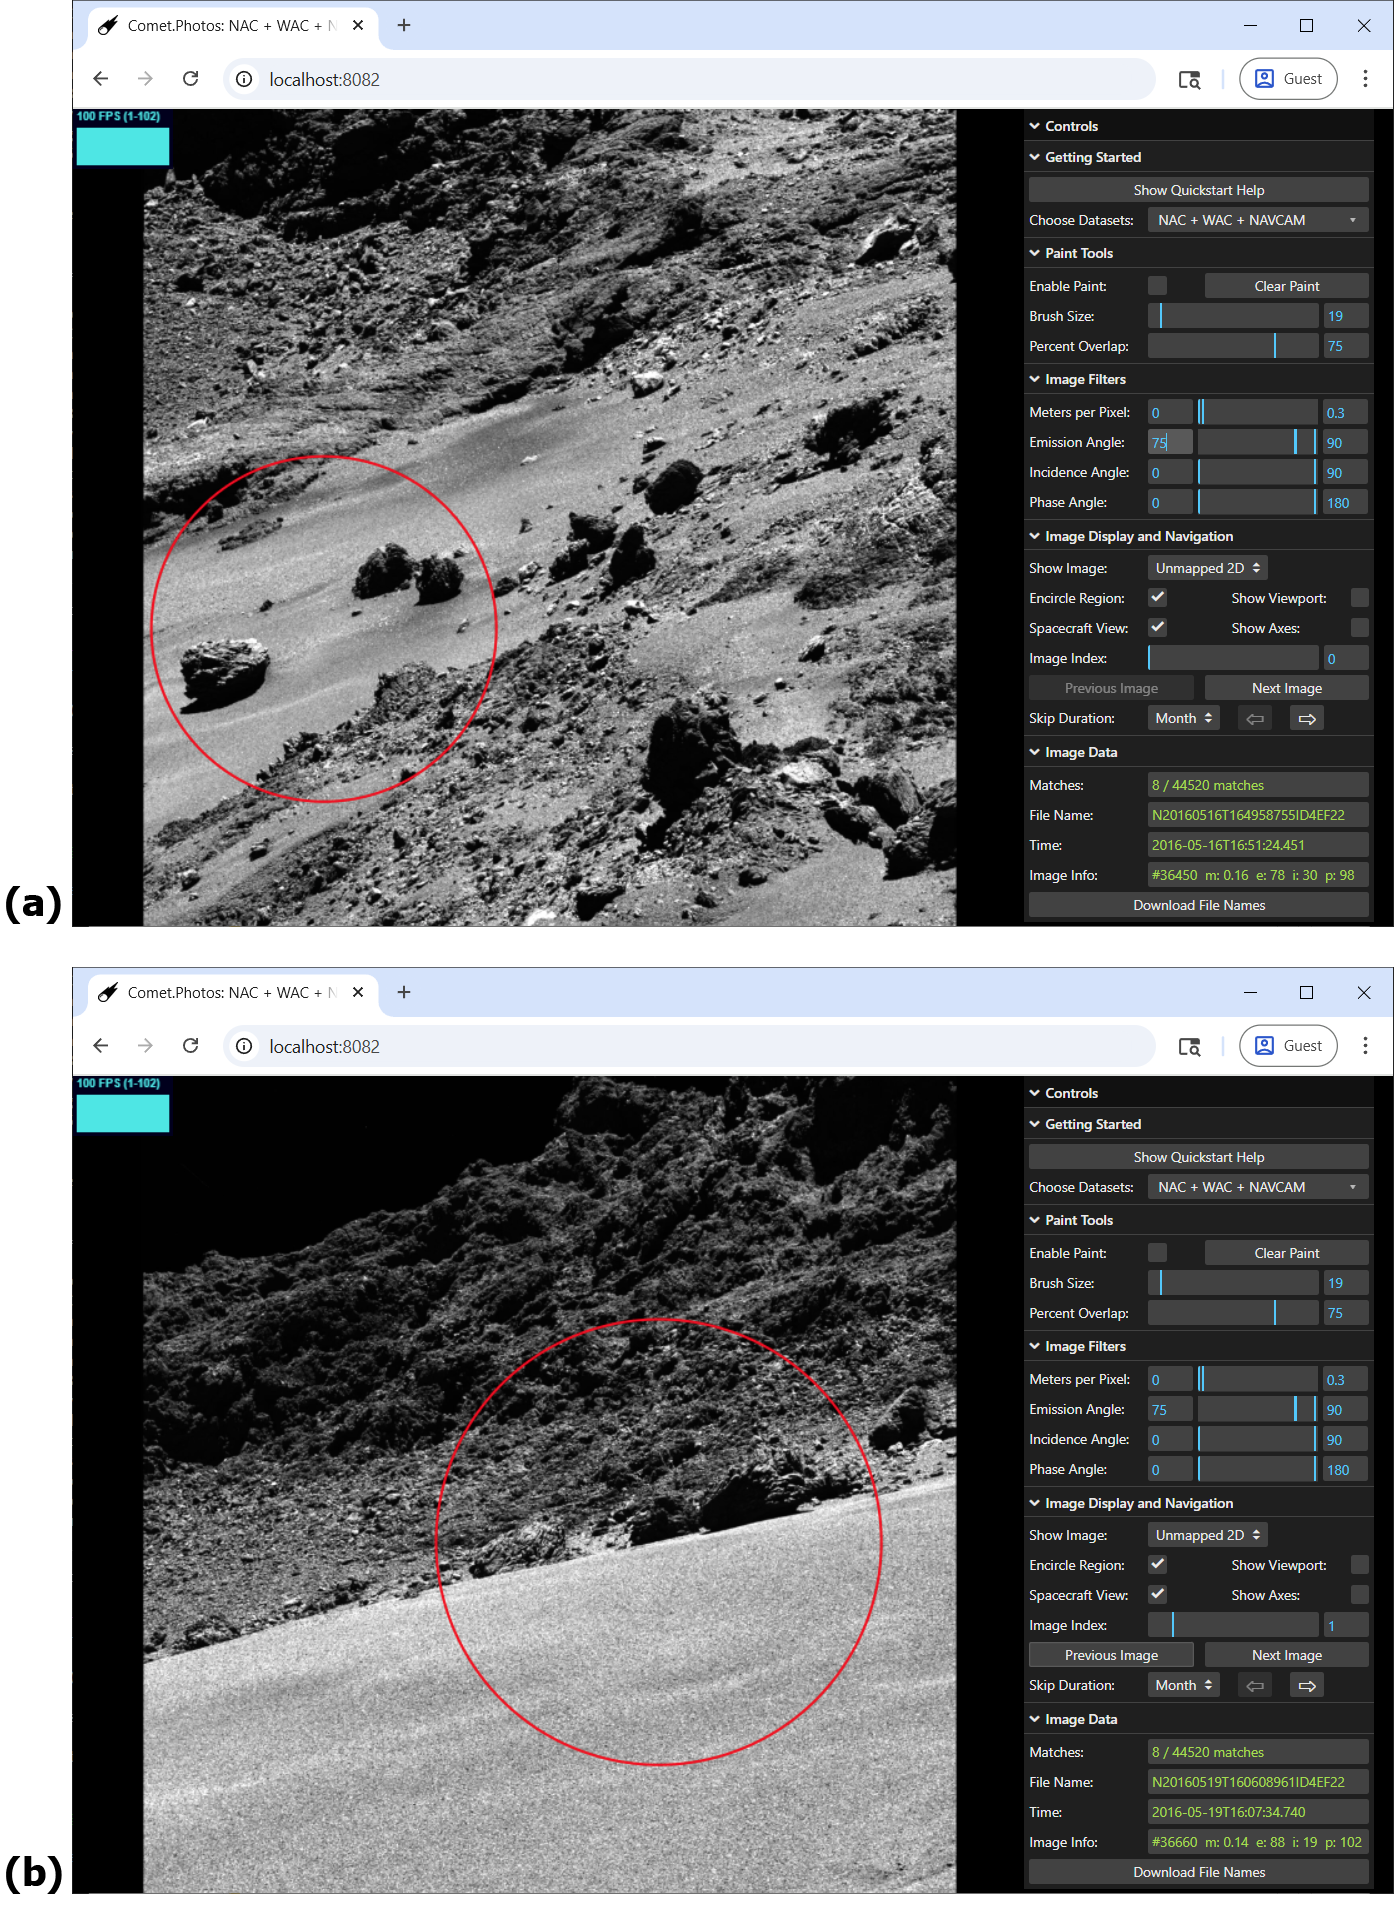 Comet.Photos: NAC + WAC + N
localhost:8082
Guest
100 FPS (1-102)
Controls
Getting Started
Show Quickstart Help
Choose Datasets: NAC + WAC + NAVCAM
Paint Tools
Enable Paint: Clear Paint
Brush Size: 19
Percent Overlap: 75
Image Filters
Meters per Pixel: 0 0.3
Emission Angle: 75 90
Incidence Angle: 0 90
Phase Angle: 0 180
Image Display and Navigation
Show Image: Unmapped 2D
Encircle Region: Show Viewport:
Spacecraft View: Show Axes:
Image Index: 0
Previous Image Next Image
Skip Duration: Month
Image Data
Matches: 8 / 44520 matches
File Name: N20160516T164958755ID4EF22
Time: 2016-05-16T16:51:24.451
Image Info: #36450 m: 0.16 e: 78 i: 30 p: 98
Download File Names
(a)
Comet.Photos: NAC + WAC + N
localhost:8082
Guest
100 FPS (1-102)
Controls
Getting Started
Show Quickstart Help
Choose Datasets: NAC + WAC + NAVCAM
Paint Tools
Enable Paint: Clear Paint
Brush Size: 19
Percent Overlap: 75
Image Filters
Meters per Pixel: 0 0.3
Emission Angle: 75 90
Incidence Angle: 0 90
Phase Angle: 0 180
Image Display and Navigation
Show Image: Unmapped 2D
Encircle Region: Show Viewport:
Spacecraft View: Show Axes:
Image Index: 1
Previous Image Next Image
Skip Duration: Month
Image Data
Matches: 8 / 44520 matches
File Name: N20160519T160608961ID4EF22
Time: 2016-05-19T16:07:34.740
Image Info: #36660 m: 0.14 e: 88 i: 19 p: 102
Download File Names
(b)